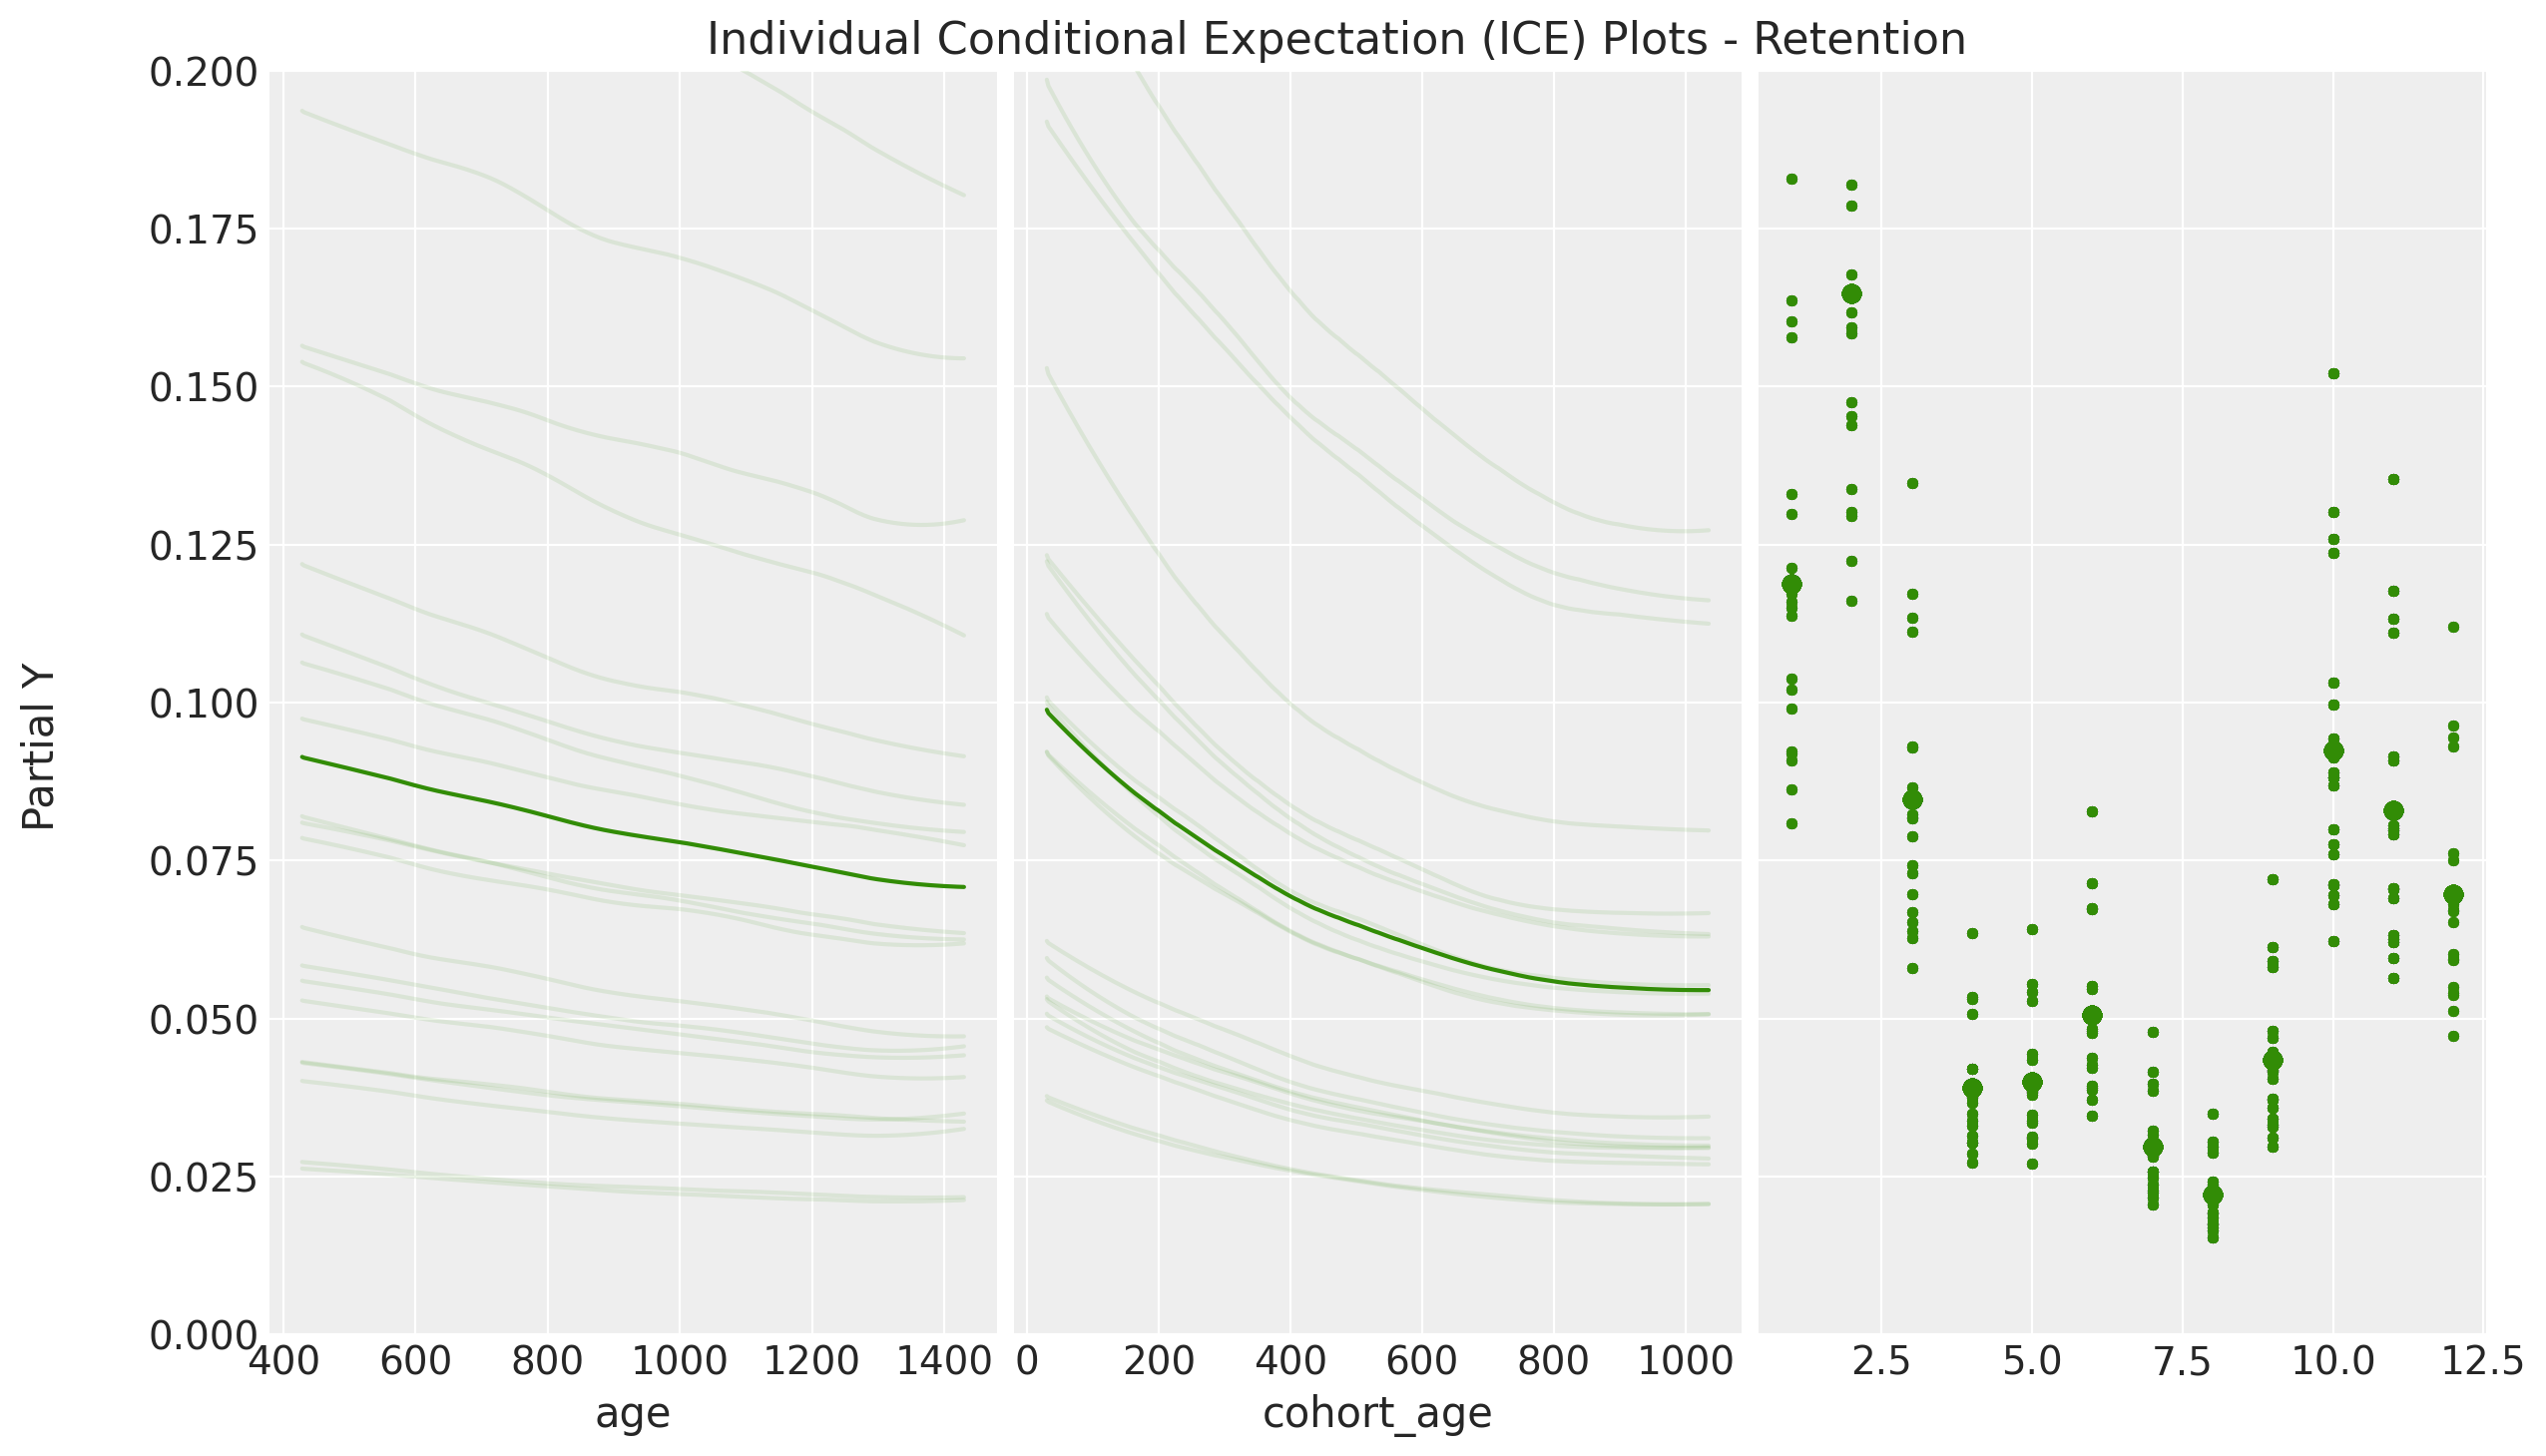 Individual Conditional Expectation (ICE) Plots - Retention
Partial Y
0.200
0.175
0.150
0.125
0.100
0.075
0.050
0.025
0.000
400 600 800 1000 1200 1400
age
0 200 400 600 800 1000
cohort_age
2.5 5.0 7.5 10.0 12.5